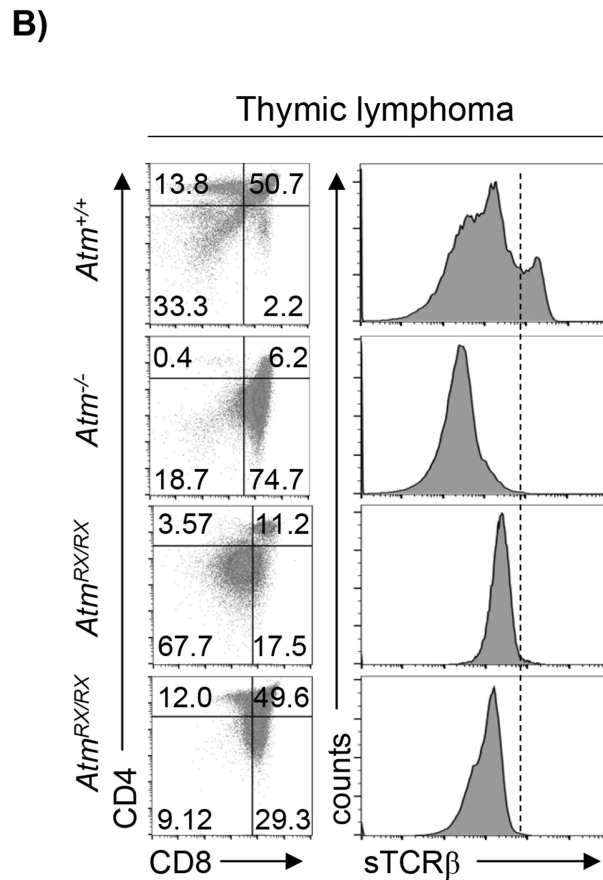 B)
Thymic lymphoma
Atm+/+
13.8 50.7
33.3 2.2
Atm-/-
0.4 6.2
18.7 74.7
AtmRX/RX
3.57 11.2
67.7 17.5
AtmRX/RX
12.0 49.6
9.12 29.3
CD4
counts
CD8
sTCRβ